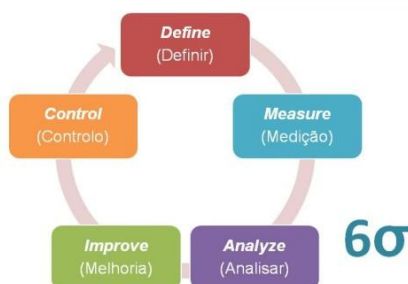 Define
(Definir)
Measure
(Medição)
Analyze
(Analisar)
Improve
(Melhoria)
Control
(Controlo)
6σ